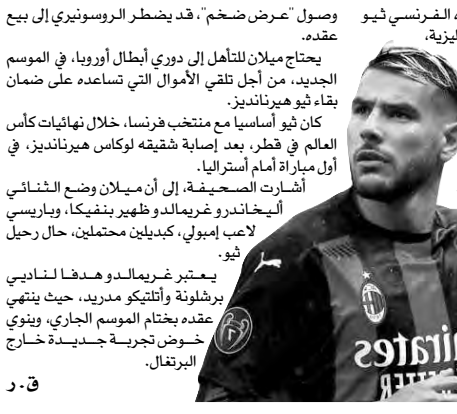 ، الفرنسي ثيو
ليزية،
وصول "عرض ضخم"، قد يضطر الروسونيري إلى بيع
عقده.
يحتاج ميلان للتأهل إلى دوري أبطال أوروبا، في الموسم
الجديد، من أجل تلقي الأموال التي تساعده على ضمان
بقاء ثيو هيرنانديز.
كان ثيو أساسيا مع منتخب فرنسا، خلال نهائيات كأس
العالم في قطر، بعد إصابة شقيقه لوكاس هيرنانديز، في
أول مباراة أمام أستراليا.
أشارت الصحيفة، إلى أن ميلان وضع الثنائي
أليخاندرو غريمالدو ظهير بنفيكا، وباريسي
لاعب إمبولي، كبديلين محتملين، حال رحيل
ثيو.
يعتبر غريمالدو هدفا لناديي
برشلونة وأتلتيكو مدريد، حيث ينتهي
عقده بختام الموسم الجاري، وينوي
خوض تجربة جديدة خارج
البرتغال.
ق.ر